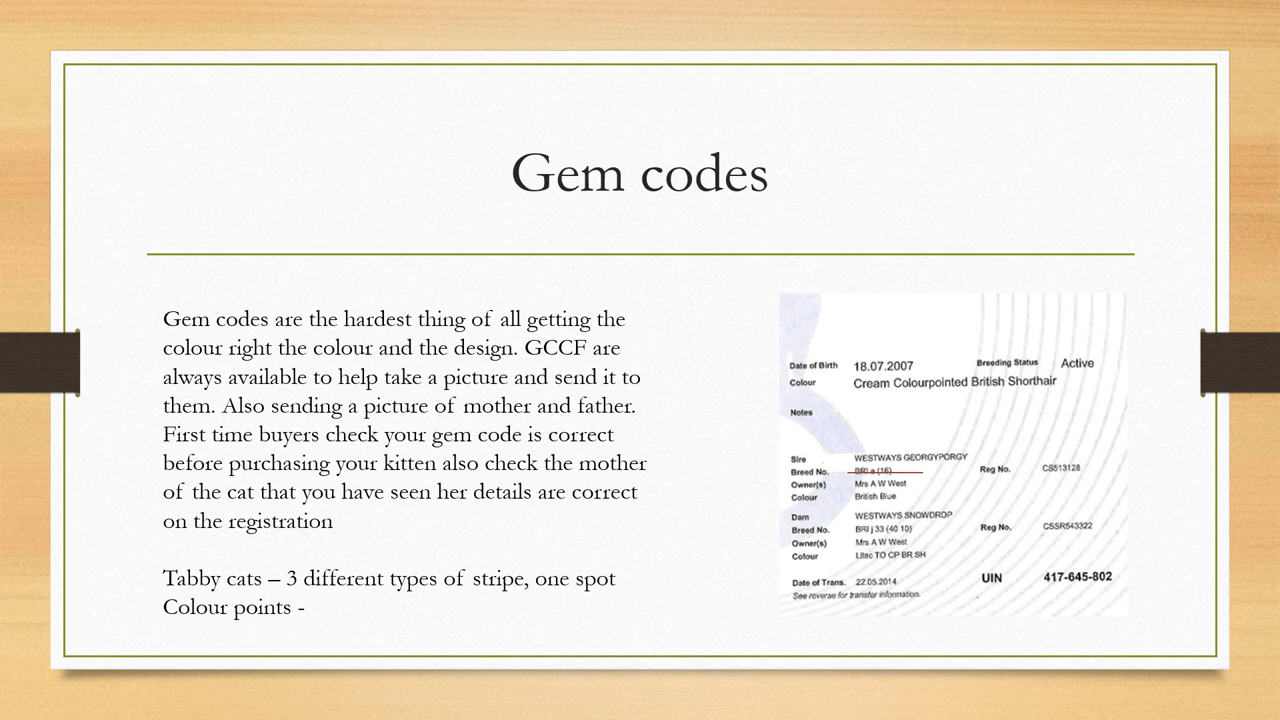 Gem codes
Gem codes are the hardest thing of all getting the
colour right the colour and the design. GCCF are
always available to help take a picture and send it to
them. Also sending a picture of mother and father.
First time buyers check your gem code is correct
before purchasing your kitten also check the mother
of the cat that you have seen her details are correct
on the registration
Tabby cats – 3 different types of stripe, one spot
Colour points -
Date of Birth 18.07.2007 Breeding Status Active
Colour Cream Colourpointed British Shorthair
Notes
Sire WESTWAYS GEORGYPORGY
Breed No. BRI a (16) Reg No. CS513128
Owner(s) Mrs A W West
Colour British Blue
Dam WESTWAYS SNOWDROP
Breed No. BRI j 33 (40 10) Reg No. CSSR543322
Owner(s) Mrs A W West
Colour Lilac TO CP BR SH
Date of Trans. 22.05.2014 UIN 417-645-802
See reverse for transfer information.